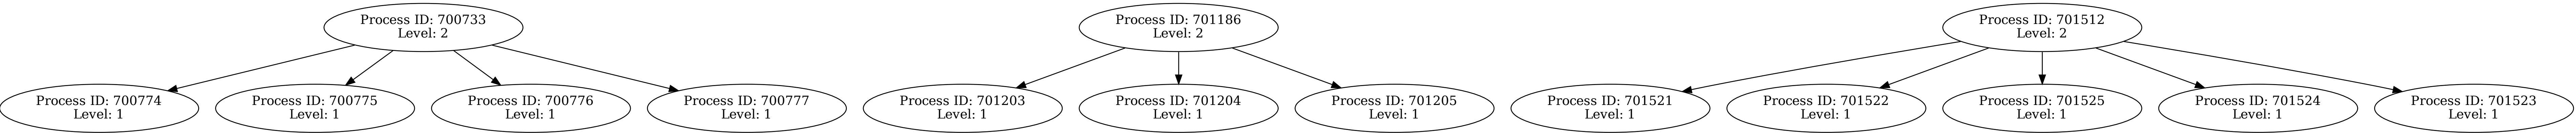 Process ID: 700733
Level: 2
Process ID: 701186
Level: 2
Process ID: 701512
Level: 2
Process ID: 700774
Level: 1
Process ID: 700775
Level: 1
Process ID: 700776
Level: 1
Process ID: 700777
Level: 1
Process ID: 701203
Level: 1
Process ID: 701204
Level: 1
Process ID: 701205
Level: 1
Process ID: 701521
Level: 1
Process ID: 701522
Level: 1
Process ID: 701525
Level: 1
Process ID: 701524
Level: 1
Process ID: 701523
Level: 1